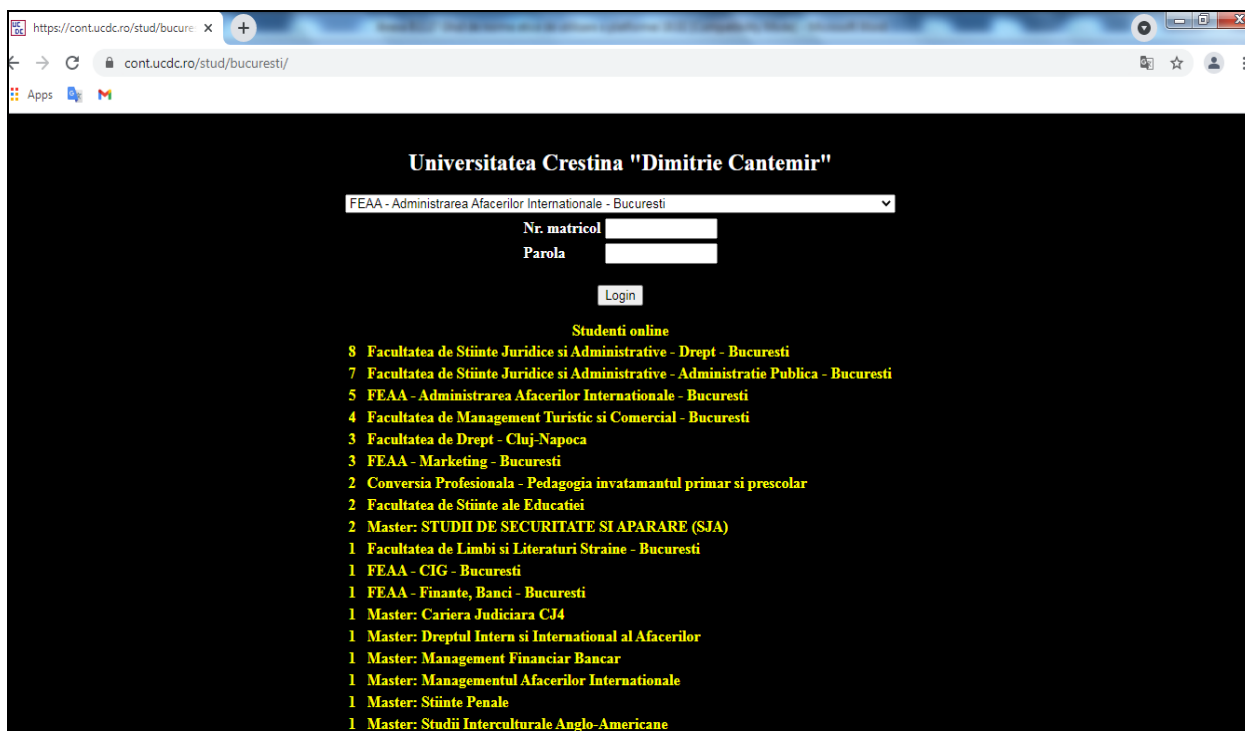 UC DC https://cont.ucdc.ro/stud/bucure
cont.ucdc.ro/stud/bucuresti/
Apps
Universitatea Crestina "Dimitrie Cantemir"
FEAA - Administrarea Afacerilor Internationale - Bucuresti
Nr. matricol
Parola
Login
Studenti online
8 Facultatea de Stiinte Juridice si Administrative - Drept - Bucuresti
7 Facultatea de Stiinte Juridice si Administrative - Administratie Publica - Bucuresti
5 FEAA - Administrarea Afacerilor Internationale - Bucuresti
4 Facultatea de Management Turistic si Comercial - Bucuresti
3 Facultatea de Drept - Cluj-Napoca
3 FEAA - Marketing - Bucuresti
2 Conversia Profesionala - Pedagogia invatamantul primar si prescolar
2 Facultatea de Stiinte ale Educatiei
2 Master: STUDII DE SECURITATE SI APARARE (SJA)
1 Facultatea de Limbi si Literaturi Straine - Bucuresti
1 FEAA - CIG - Bucuresti
1 FEAA - Finante, Banci - Bucuresti
1 Master: Cariera Judiciara CJ4
1 Master: Dreptul Intern si International al Afacerilor
1 Master: Management Financiar Bancar
1 Master: Managementul Afacerilor Internationale
1 Master: Stiinte Penale
1 Master: Studii Interculturale Anglo-Americane